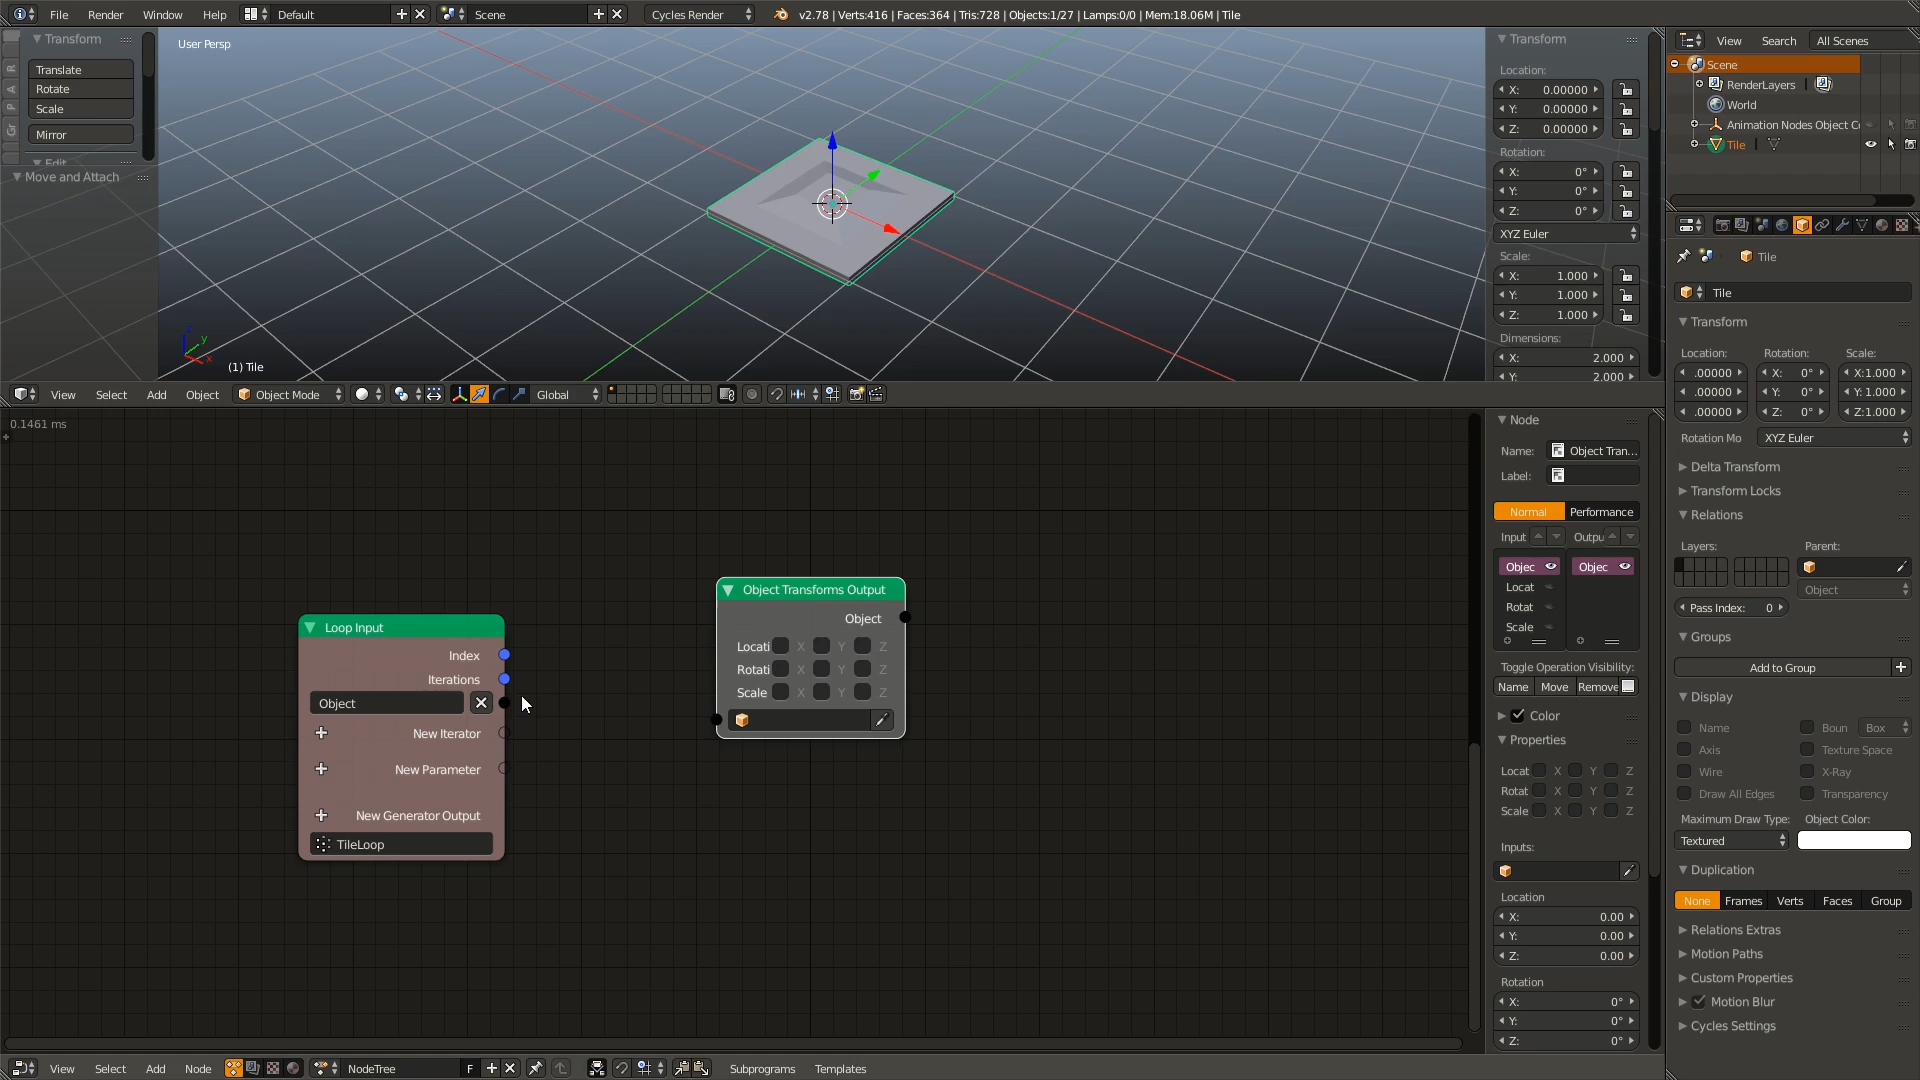 File Render Window Help Default Scene Cycles Render v2.78 | Verts:416 | Faces:364 | Tris:728 | Objects:1/27 | Lamps:0/0 | Mem:18.06M | Tile
Transform
Translate
Rotate
Scale
Mirror
Edit
Move and Attach
R
A
P
Gr
User Persp
z
y
x
(1) Tile
Transform
Location:
X: 0.00000
Y: 0.00000
Z: 0.00000
Rotation:
X: 0°
Y: 0°
Z: 0°
XYZ Euler
Scale:
X: 1.000
Y: 1.000
Z: 1.000
Dimensions:
X: 2.000
Y: 2.000
View Select Add Object Object Mode Global
View Search All Scenes
Scene
RenderLayers |
World
Animation Nodes Object C
Tile |
Tile
Tile
Transform
Location: Rotation: Scale:
.00000 X: 0° X:1.000
.00000 Y: 0° Y: 1.000
.00000 Z: 0° Z:1.000
Rotation Mo XYZ Euler
Delta Transform
Transform Locks
Relations
Layers: Parent:
Object
Pass Index: 0
Groups
Add to Group
Display
Name Boun Box
Axis Texture Space
Wire X-Ray
Draw All Edges Transparency
Maximum Draw Type: Object Color:
Textured
Duplication
None Frames Verts Faces Group
Relations Extras
Motion Paths
Custom Properties
Motion Blur
Cycles Settings
0.1461 ms
Loop Input
Index
Iterations
Object
New Iterator
New Parameter
New Generator Output
TileLoop
Object Transforms Output
Object
Locati X Y Z
Rotati X Y Z
Scale X Y Z
Node
Name: Object Tran...
Label:
Normal Performance
Input Outpu
Objec Objec
Locat
Rotat
Scale
Toggle Operation Visibility:
Name Move Remove
Color
Properties
Locat X Y Z
Rotat X Y Z
Scale X Y Z
Inputs:
Location
X: 0.00
Y: 0.00
Z: 0.00
Rotation
X: 0°
Y: 0°
Z: 0°
View Select Add Node NodeTree F Subprograms Templates